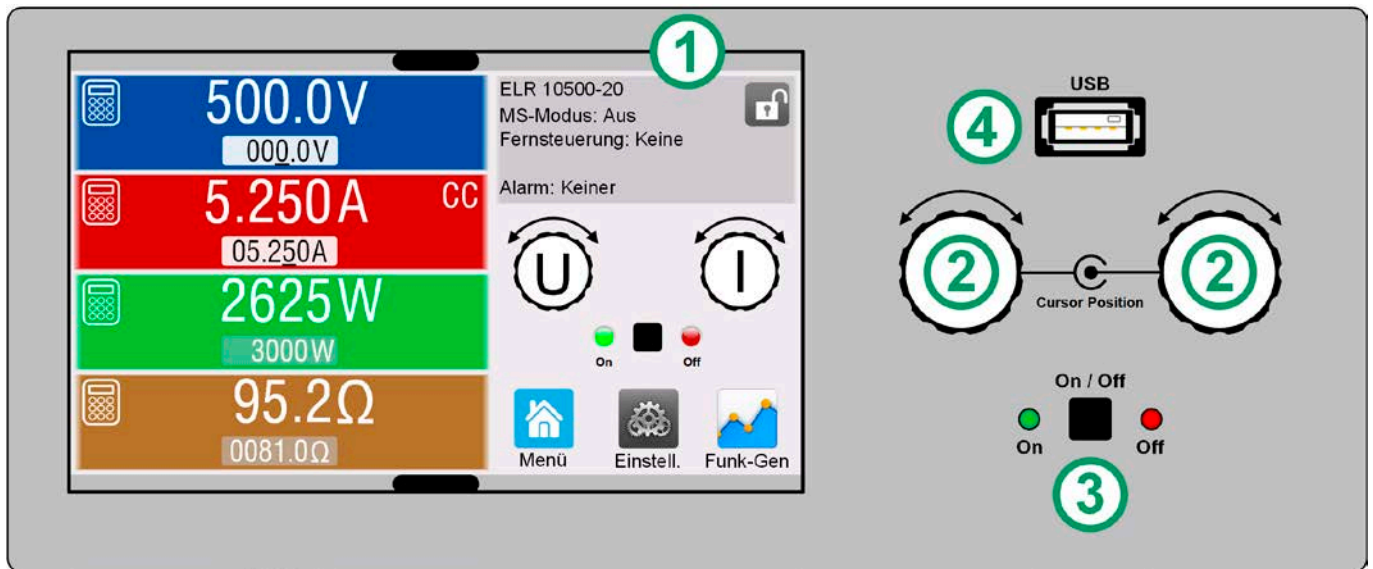 1
500.0V
000.0V
5.250A CC
05.250A
2625W
3000W
95.2Ω
0081.0Ω
ELR 10500-20
MS-Modus: Aus
Fernsteuerung: Keine
Alarm: Keiner
U I
On Off
Menü Einstell. Funk-Gen
USB
4
2 2
Cursor Position
On / Off
On Off
3